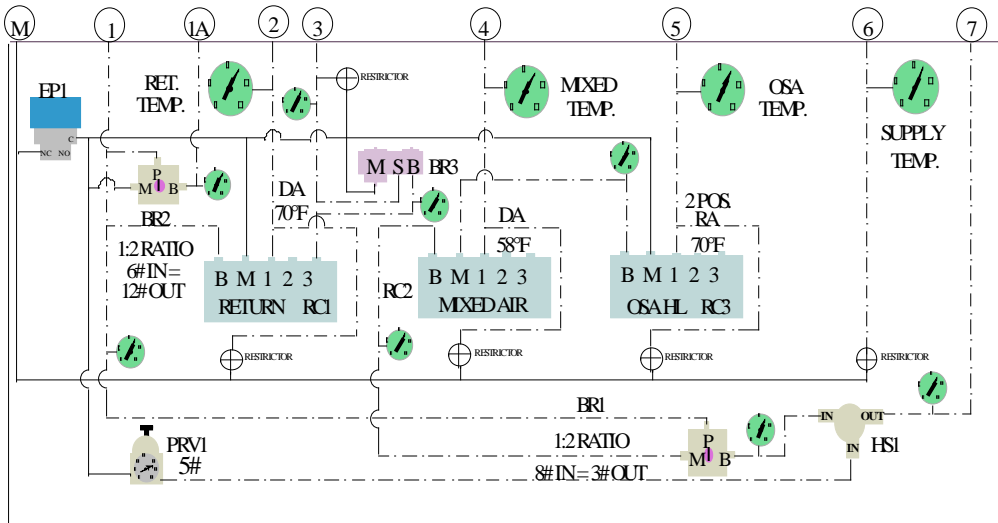 M 1 1A 2 3 4 5 6 7
EP1
C
NC NO
RET.
TEMP.
RESTRICTOR
MIXED
TEMP.
OSA
TEMP.
SUPPLY
TEMP.
P
M B
BR2
1:2 RATIO
6# IN =
12# OUT
DA
70°F
M S B
BR3
DA
58°F
2 POS.
RA
70°F
B M 1 2 3
RETURN RC1
RC2
B M 1 2 3
MIXED AIR
B M 1 2 3
OSA HL RC3
RESTRICTOR
RESTRICTOR
RESTRICTOR
RESTRICTOR
BR1
PRV1
5#
1:2 RATIO
8# IN = 3# OUT
P
M B
IN OUT
IN
HS1